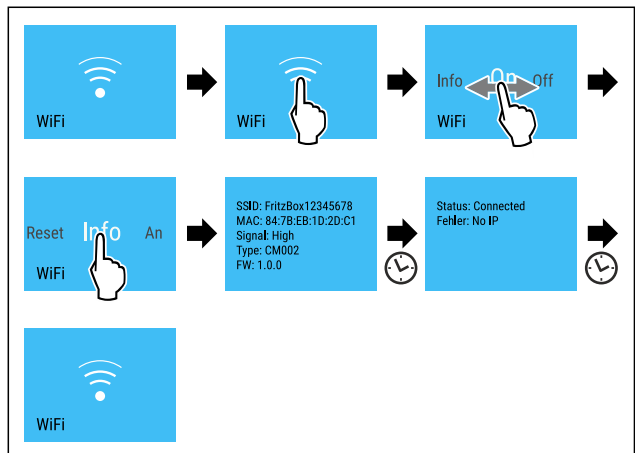 WiFi
WiFi
Info On Off
WiFi
Reset Info An
WiFi
SSID: FritzBox12345678
MAC: 84:7B:EB:1D:2D:C1
Signal: High
Type: CM002
FW: 1.0.0
Status: Connected
Fehler: No IP
WiFi